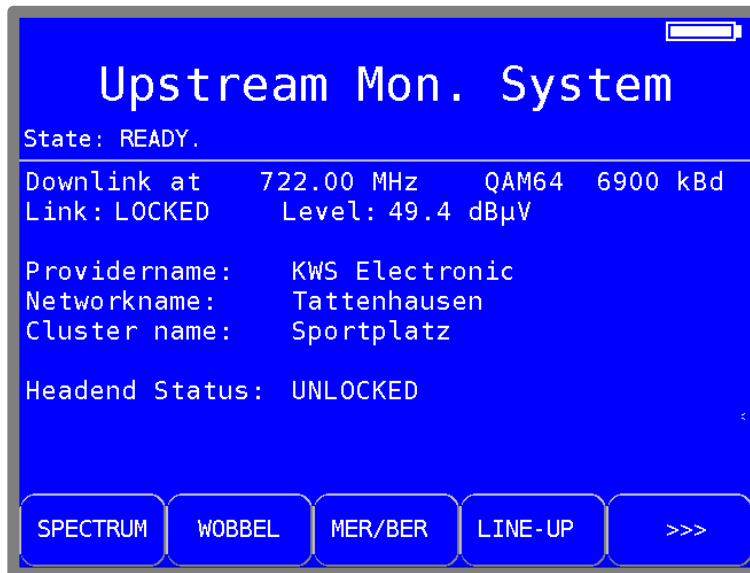 Upstream Mon. System
State: READY.
Downlink at 722.00 MHz QAM64 6900 kBd
Link: LOCKED Level: 49.4 dBµV
Providername: KWS Electronic
Networkname: Tattenhausen
Cluster name: Sportplatz
Headend Status: UNLOCKED
<
SPECTRUM WOBBEL MER/BER LINE-UP >>>